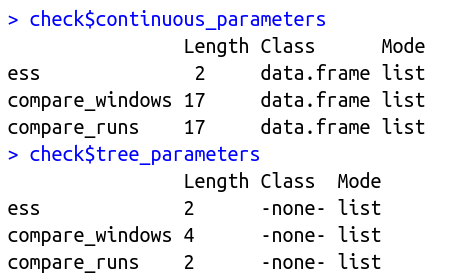 > check$continuous_parameters
                Length Class      Mode
ess              2     data.frame list
compare_windows 17     data.frame list
compare_runs    17     data.frame list
> check$tree_parameters
                Length Class  Mode
ess             2      -none- list
compare_windows 4      -none- list
compare_runs    2      -none- list